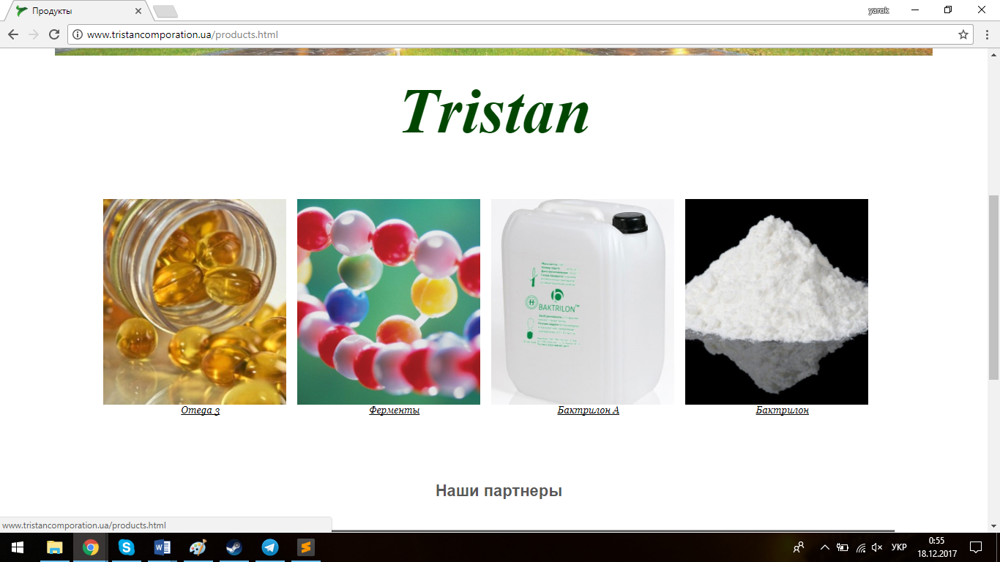 Продукты
yarok
www.tristancomporation.ua/products.html
Tristan
BAKTRILON™
Омега 3
Ферменты
Бактрилон А
Бактрилон
Наши партнеры
www.tristancomporation.ua/products.html
УКР
0:55
18.12.2017